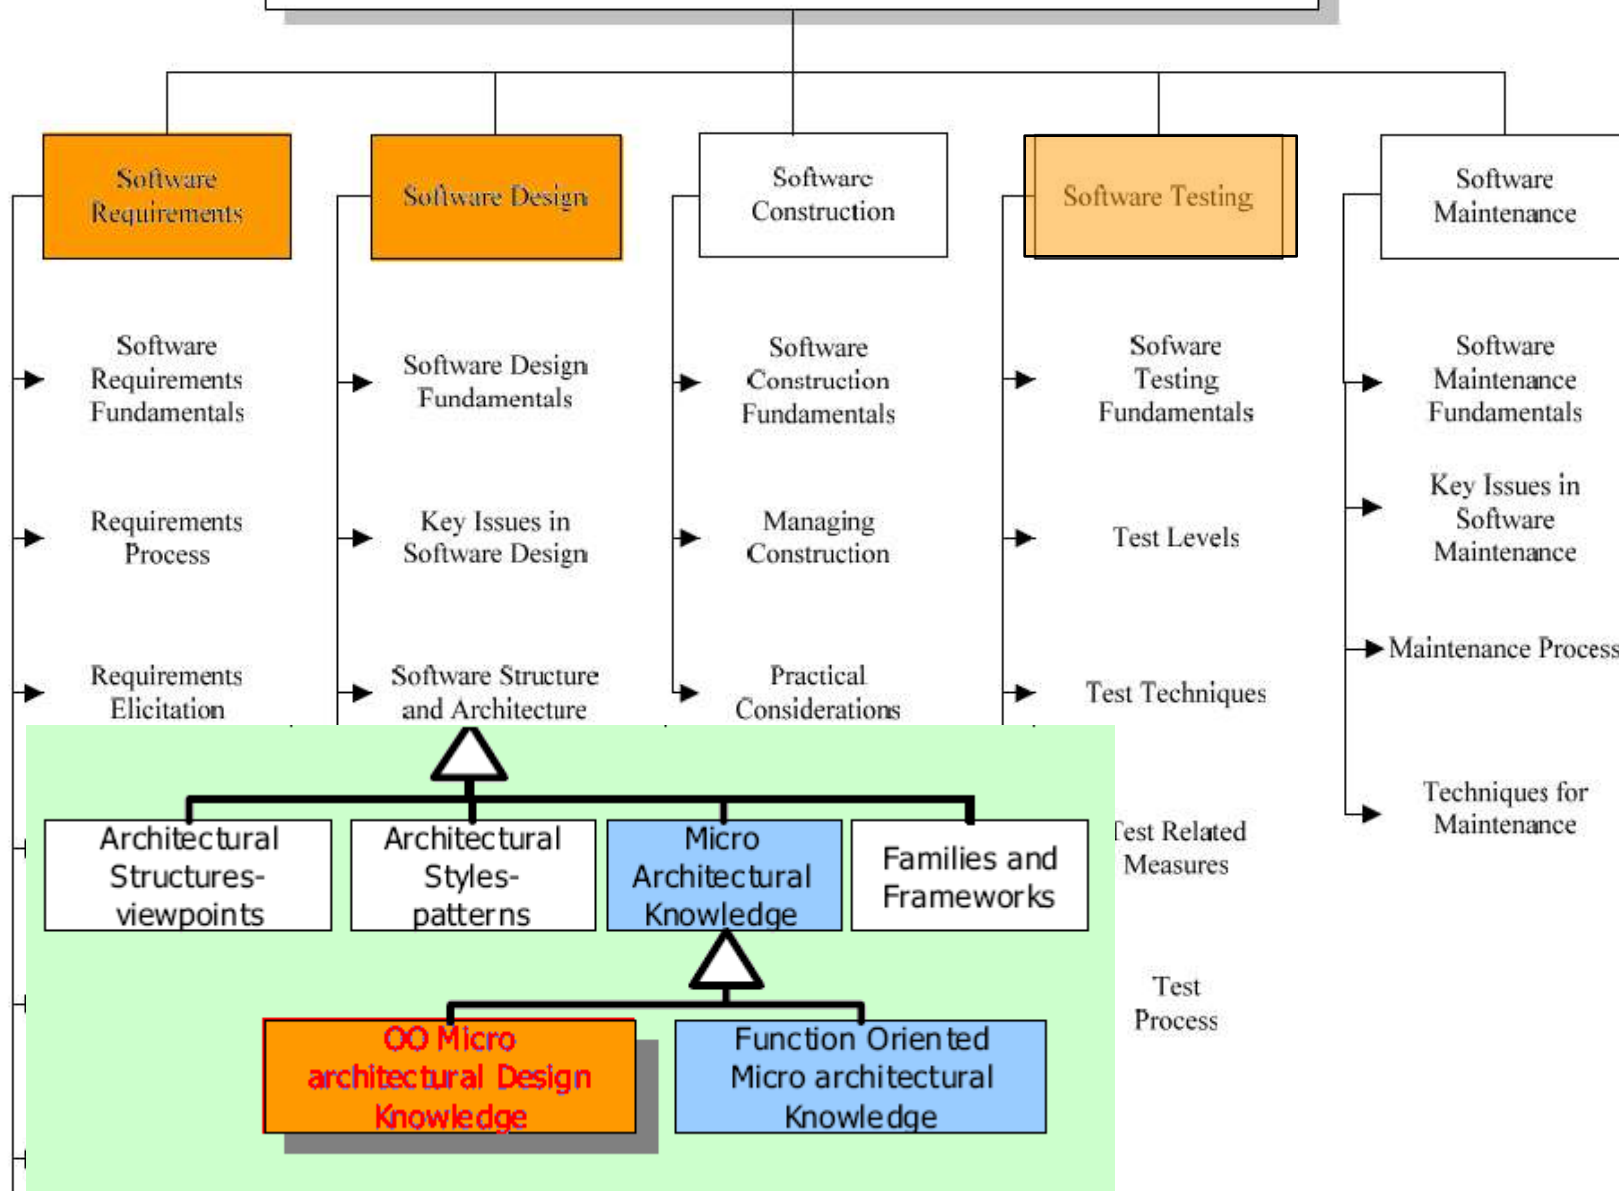 Software
Requirements
Software Design
Software
Construction
Software Testing
Software
Maintenance
Software
Requirements
Fundamentals
Software Design
Fundamentals
Software
Construction
Fundamentals
Sofware
Testing
Fundamentals
Software
Maintenance
Fundamentals
Requirements
Process
Key Issues in
Software Design
Managing
Construction
Test Levels
Key Issues in
Software
Maintenance
Requirements
Elicitation
Software Structure
and Architecture
Practical
Considerations
Test Techniques
Maintenance Process
Architectural
Structures-
viewpoints
Architectural
Styles-
patterns
Micro
Architectural
Knowledge
Families and
Frameworks
Test Related
Measures
Techniques for
Maintenance
OO Micro
architectural Design
Knowledge
Function Oriented
Micro architectural
Knowledge
Test
Process